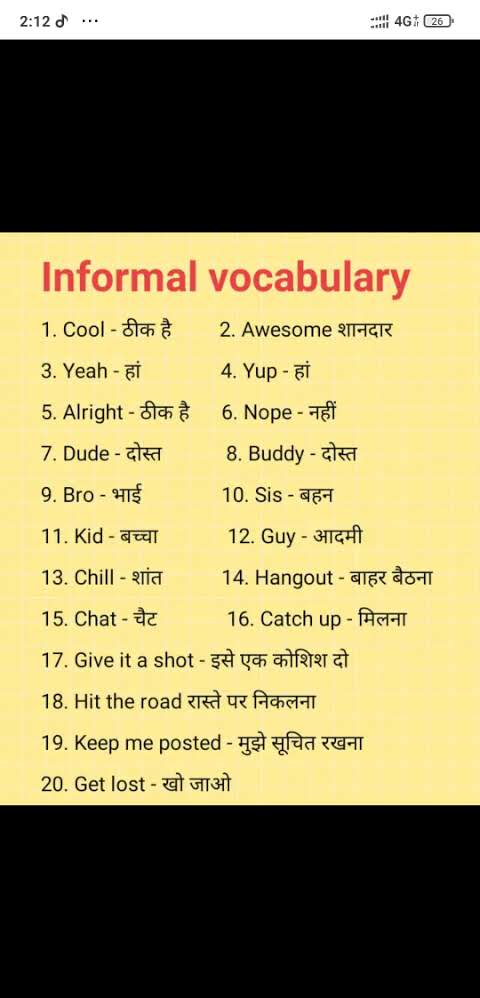 2:12 ...
4G 26
Informal vocabulary
1. Cool - ठीक है 2. Awesome शानदार
3. Yeah - हां 4. Yup - हां
5. Alright - ठीक है 6. Nope - नहीं
7. Dude - दोस्त 8. Buddy - दोस्त
9. Bro - भाई 10. Sis - बहन
11. Kid - बच्चा 12. Guy - आदमी
13. Chill - शांत 14. Hangout - बाहर बैठना
15. Chat - चैट 16. Catch up - मिलना
17. Give it a shot - इसे एक कोशिश दो
18. Hit the road रास्ते पर निकलना
19. Keep me posted - मुझे सूचित रखना
20. Get lost - खो जाओ